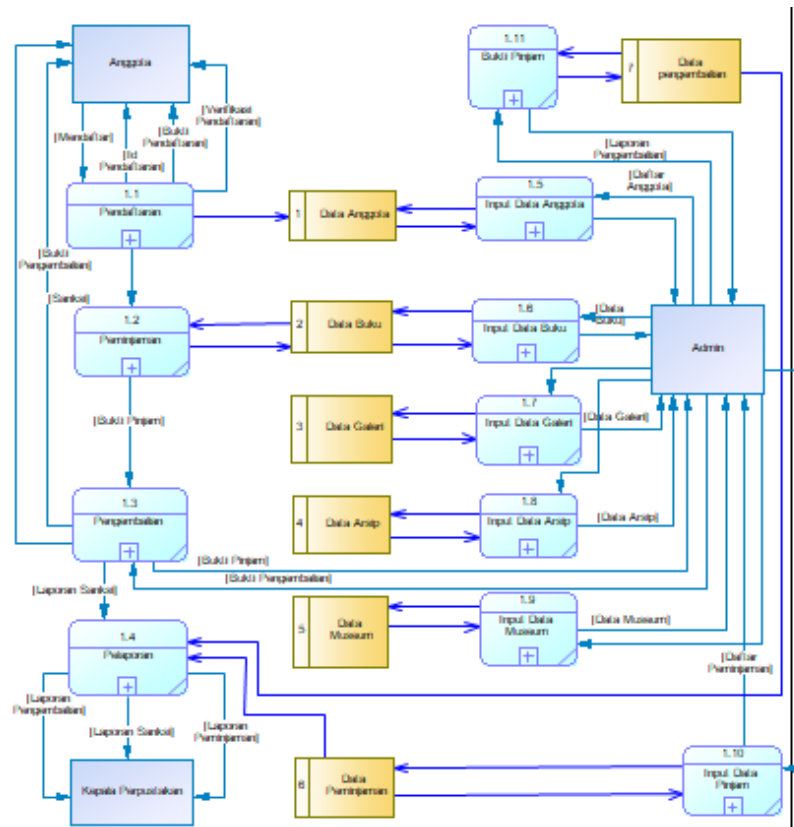 Anggota
1.11
Bukti Pinjam
7
Data
pengembalian
[Verifikasi
Pendaftaran]
[Mendaftar]
[Bukti
Pendaftaran]
[Id
Pendaftaran]
[Laporan
Pengembalian]
[Daftar
Anggota]
1.1
Pendaftaran
1
Data Anggota
1.5
Input Data Anggota
[Bukti
Pengembalian]
[Sanksi]
1.2
Peminjaman
2
Data Buku
1.6
Input Data Buku
[Data
Buku]
Admin
1.7
Input Data Galeri
3
Data Galeri
[Data Galeri]
[Bukti Pinjam]
1.3
Pengembalian
4
Data Arsip
1.8
Input Data Arsip
[Data Arsip]
[Bukti Pinjam]
[Bukti Pengembalian]
[Laporan Sanksi]
1.4
Pelaporan
5
Data
Museum
1.9
Input Data
Museum
[Data Museum]
[Daftar
Peminjaman]
[Laporan
Pengembalian]
[Laporan Sanksi]
[Laporan
Peminjaman]
Kepala Perpustakan
6
Data
Peminjaman
1.10
Input Data
Pinjam